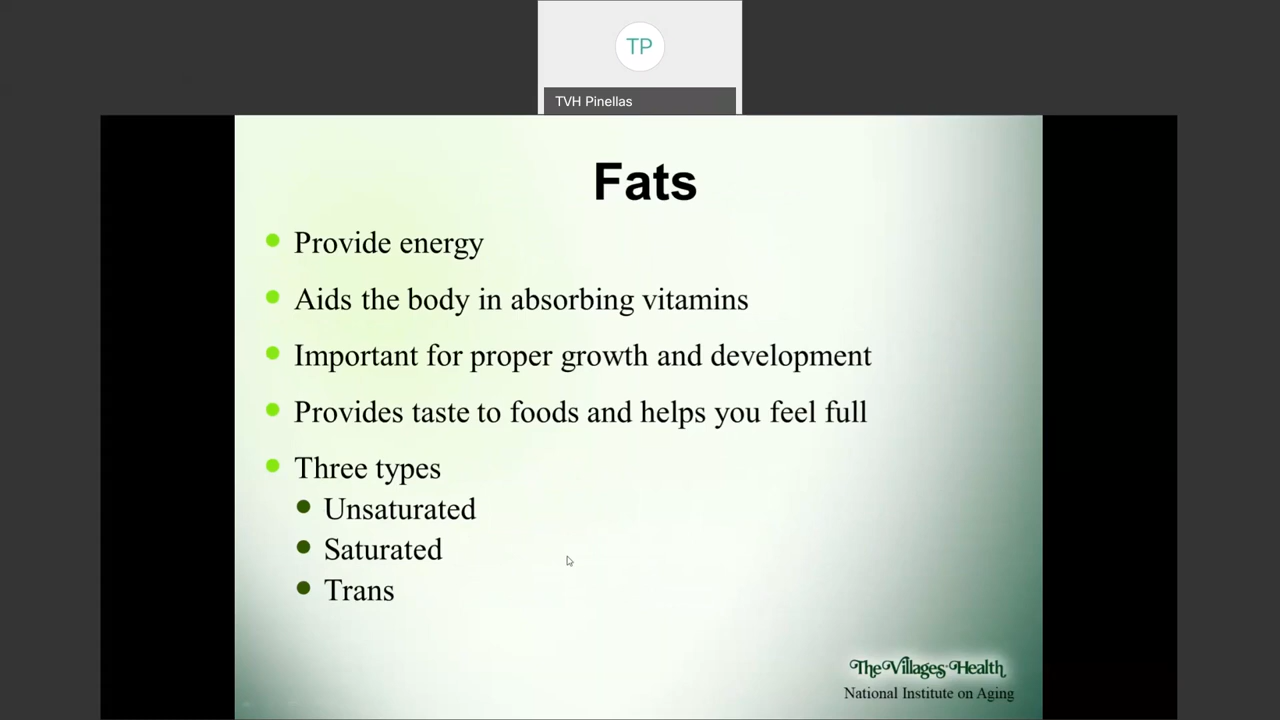 TP
TVH Pinellas
Fats
Provide energy
Aids the body in absorbing vitamins
Important for proper growth and development
Provides taste to foods and helps you feel full
Three types
Unsaturated
Saturated
Trans
The Villages Health
National Institute on Aging